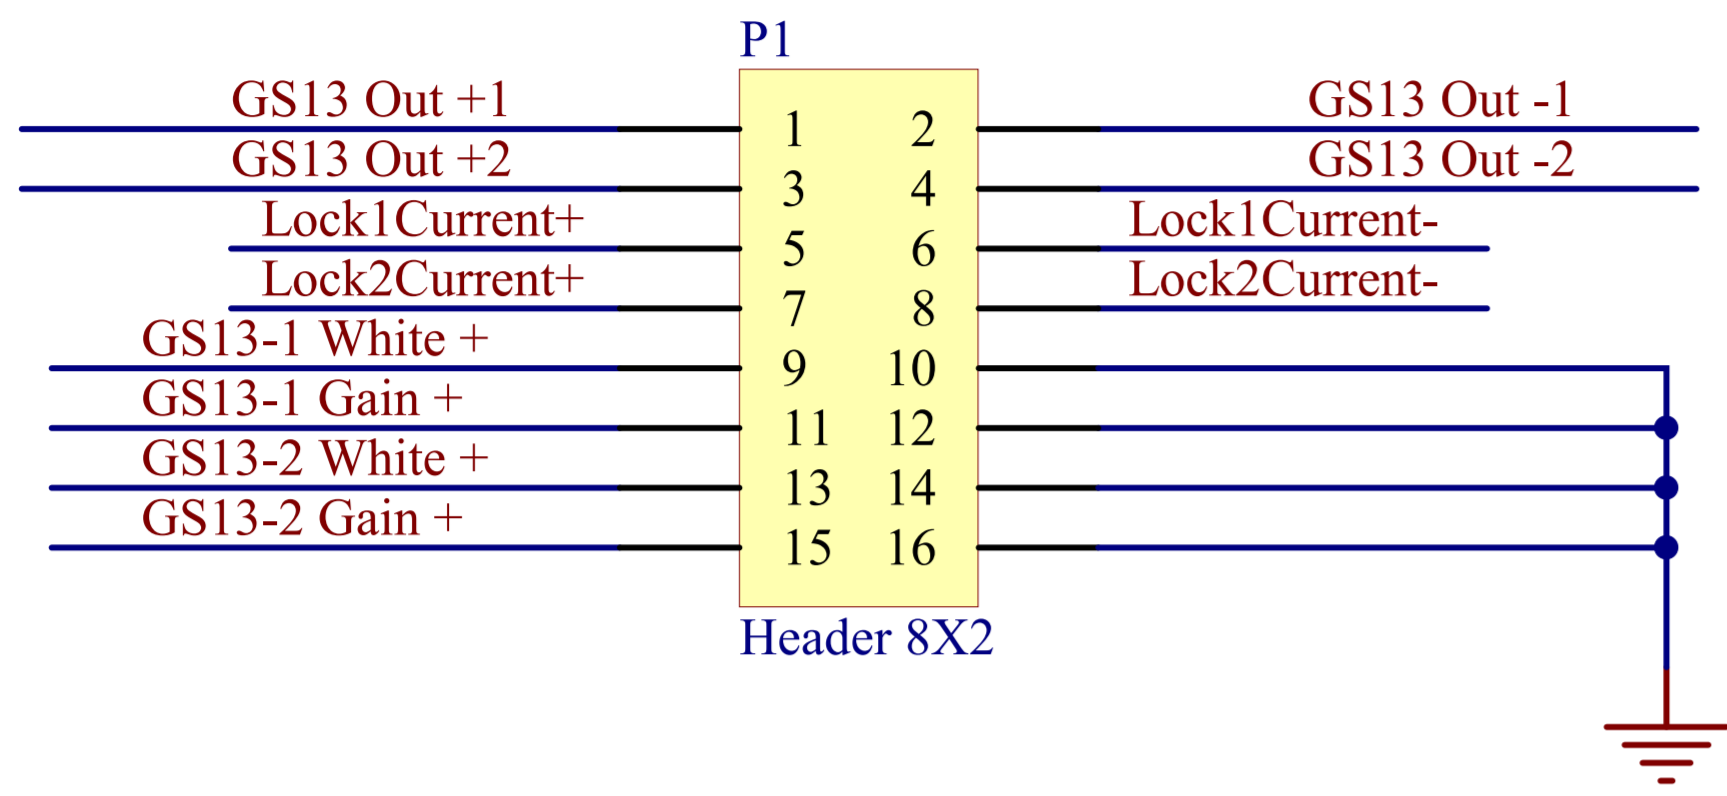 P1
GS13 Out +1 1 2 GS13 Out -1
GS13 Out +2 3 4 GS13 Out -2
Lock1Current+ 5 6 Lock1Current-
Lock2Current+ 7 8 Lock2Current-
GS13-1 White + 9 10
GS13-1 Gain + 11 12
GS13-2 White + 13 14
GS13-2 Gain + 15 16
Header 8X2